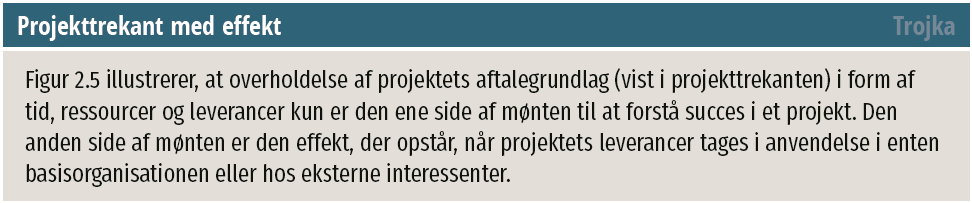 Projekttrekant med effekt Trojka
Figur 2.5 illustrerer, at overholdelse af projektets aftalegrundlag (vist i projekttrekanten) i form af
tid, ressourcer og leverancer kun er den ene side af mønten til at forstå succes i et projekt. Den
anden side af mønten er den effekt, der opstår, når projektets leverancer tages i anvendelse i enten
basisorganisationen eller hos eksterne interessenter.